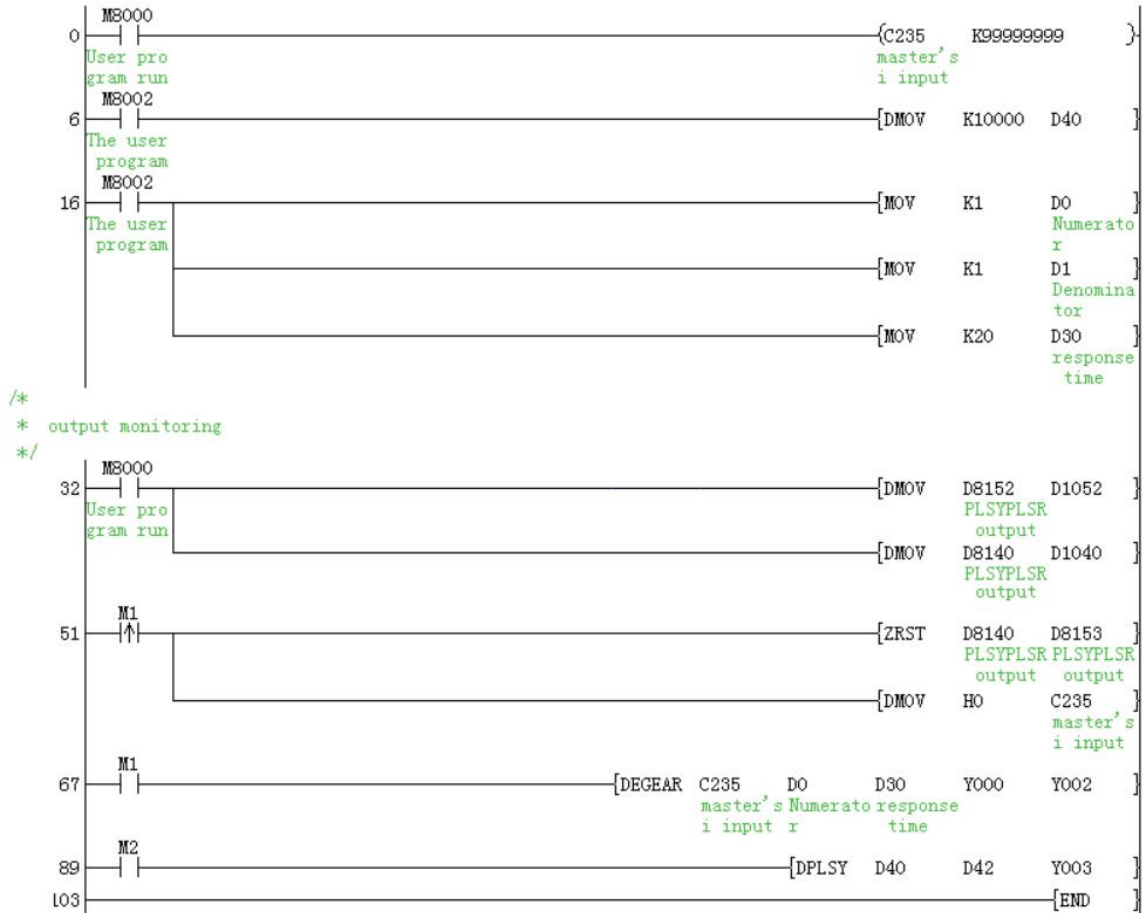 M8000
0 (C235 K99999999 )
User pro master's
gram run i input
M8002
6 [DMOV K10000 D40 ]
The user
program
M8002
16 [MOV K1 D0 ]
The user Numerato
program r
[MOV K1 D1 ]
Denomina
tor
[MOV K20 D30 ]
response
time
/*
* output monitoring
*/
M8000
32 [DMOV D8152 D1052 ]
User pro PLSYPLSR
gram run output
[DMOV D8140 D1040 ]
PLSYPLSR
output
M1
51 [ZRST D8140 D8153 ]
PLSYPLSR PLSYPLSR
output output
[DMOV H0 C235 ]
master's
i input
M1
67 [DEGEAR C235 D0 D30 Y000 Y002 ]
master's Numerato response
i input r time
M2
89 [DPLSY D40 D42 Y003 ]
103 [END ]